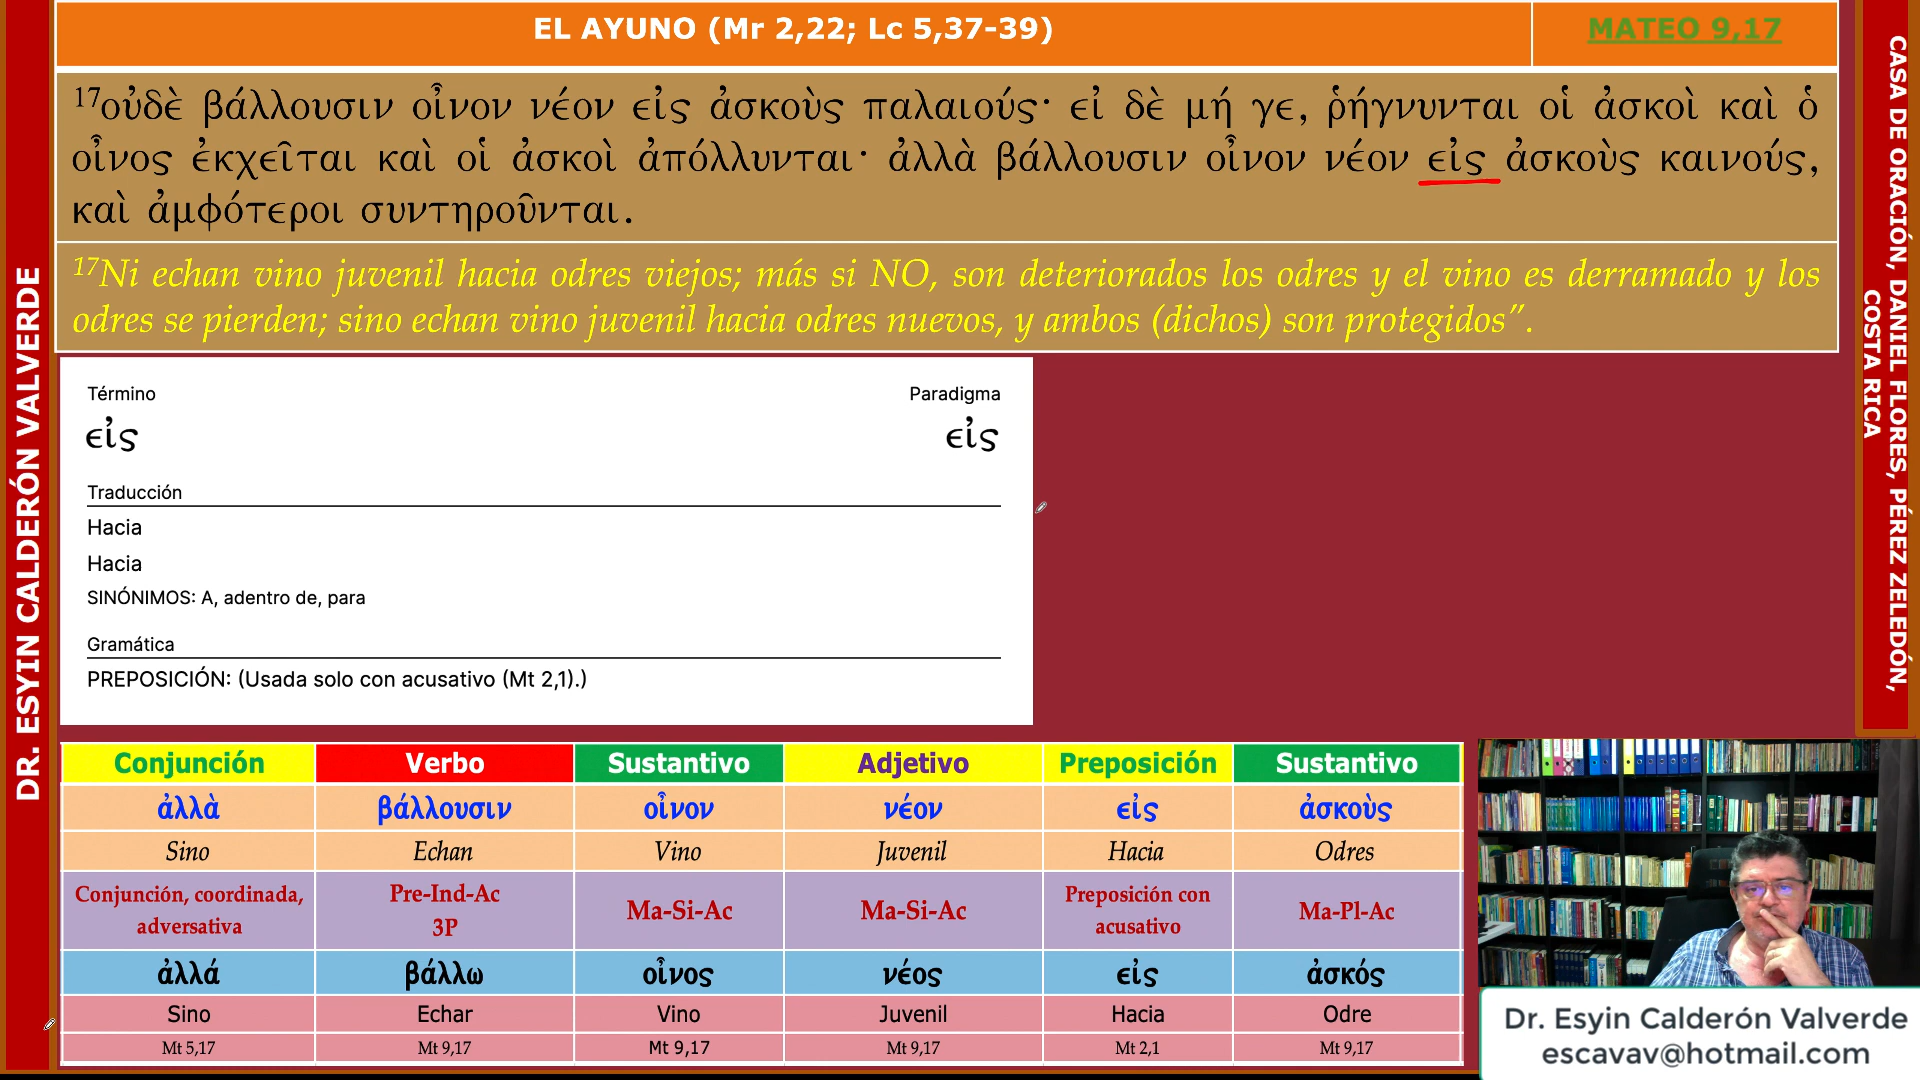 EL AYUNO (Mr 2,22; Lc 5,37-39)
MATEO 9,17
¹⁷οὐδὲ βάλλουσιν οἶνον νέον εἰς ἀσκοὺς παλαιούς· εἰ δὲ μή γε, ῥήγνυνται οἱ ἀσκοὶ καὶ ὁ
οἶνος ἐκχεῖται καὶ οἱ ἀσκοὶ ἀπόλλυνται· ἀλλὰ βάλλουσιν οἶνον νέον εἰς ἀσκοὺς καινούς,
καὶ ἀμφότεροι συντηροῦνται.
¹⁷Ni echan vino juvenil hacia odres viejos; más si NO, son deteriorados los odres y el vino es derramado y los
odres se pierden; sino echan vino juvenil hacia odres nuevos, y ambos (dichos) son protegidos”.
DR. ESYIN CALDERÓN VALVERDE
CASA DE ORACIÓN, DANIEL FLORES, PÉREZ ZELEDÓN,
COSTA RICA
Término Paradigma
εἰς εἰς
Traducción
Hacia
Hacia
SINÓNIMOS: A, adentro de, para
Gramática
PREPOSICIÓN: (Usada solo con acusativo (Mt 2,1).)
Conjunción Verbo Sustantivo Adjetivo Preposición Sustantivo
ἀλλὰ βάλλουσιν οἶνον νέον εἰς ἀσκοὺς
Sino Echan Vino Juvenil Hacia Odres
Conjunción, coordinada, Pre-Ind-Ac Ma-Si-Ac Ma-Si-Ac Preposición con Ma-Pl-Ac
adversativa 3P acusativo
ἀλλά βάλλω οἶνος νέος εἰς ἀσκός
Sino Echar Vino Juvenil Hacia Odre
Mt 5,17 Mt 9,17 Mt 9,17 Mt 9,17 Mt 2,1 Mt 9,17
Dr. Esyin Calderón Valverde
escavav@hotmail.com